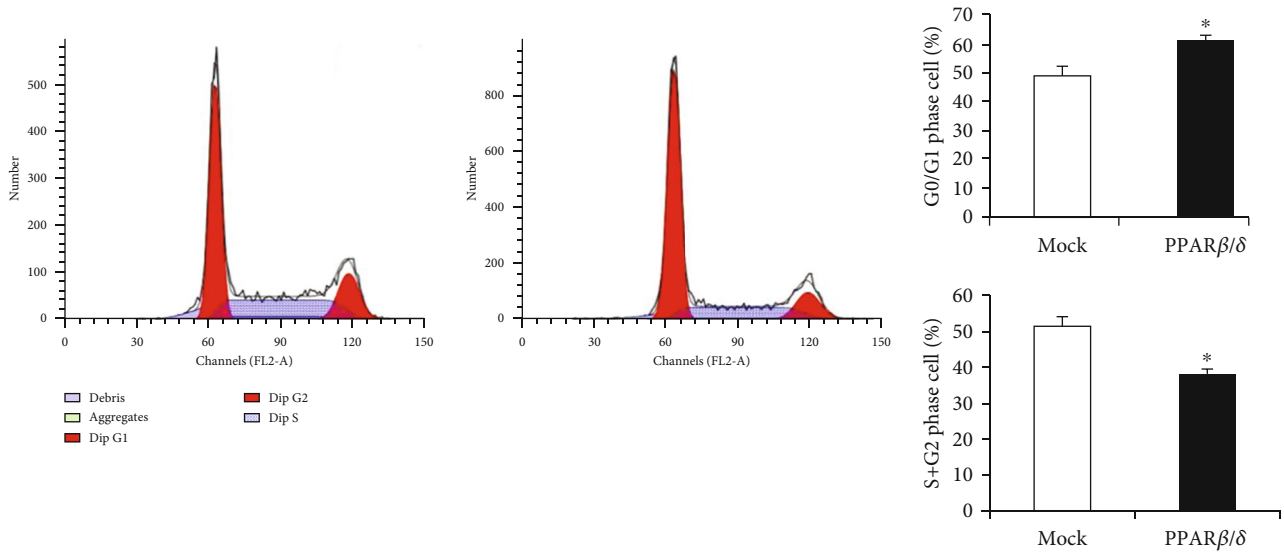 500
400
300
200
100
0
Number
0 30 60 90 120 150
Channels (FL2-A)
800
600
400
200
0
Number
0 30 60 90 120 150
Channels (FL2-A)
Debris
Aggregates
Dip G1
Dip G2
Dip S
70
60
50
40
30
20
10
0
G0/G1 phase cell (%)
*
Mock PPARβ/δ
60
50
40
30
20
10
0
S+G2 phase cell (%)
*
Mock PPARβ/δ